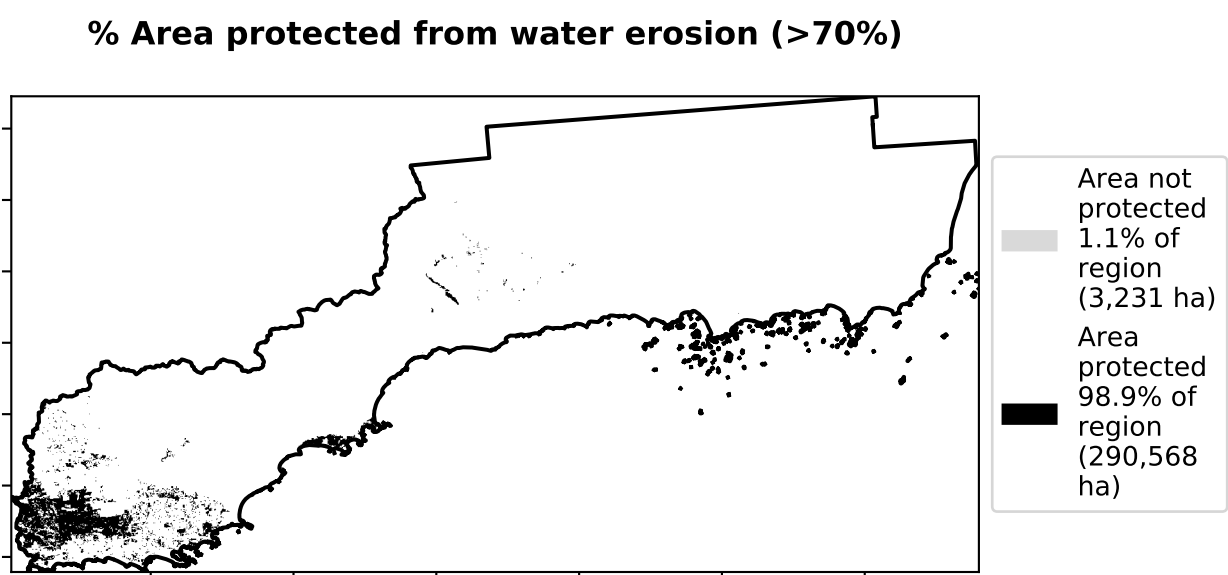 % Area protected from water erosion (>70%)
Area not
protected
1.1% of
region
(3,231 ha)
Area
protected
98.9% of
region
(290,568
ha)